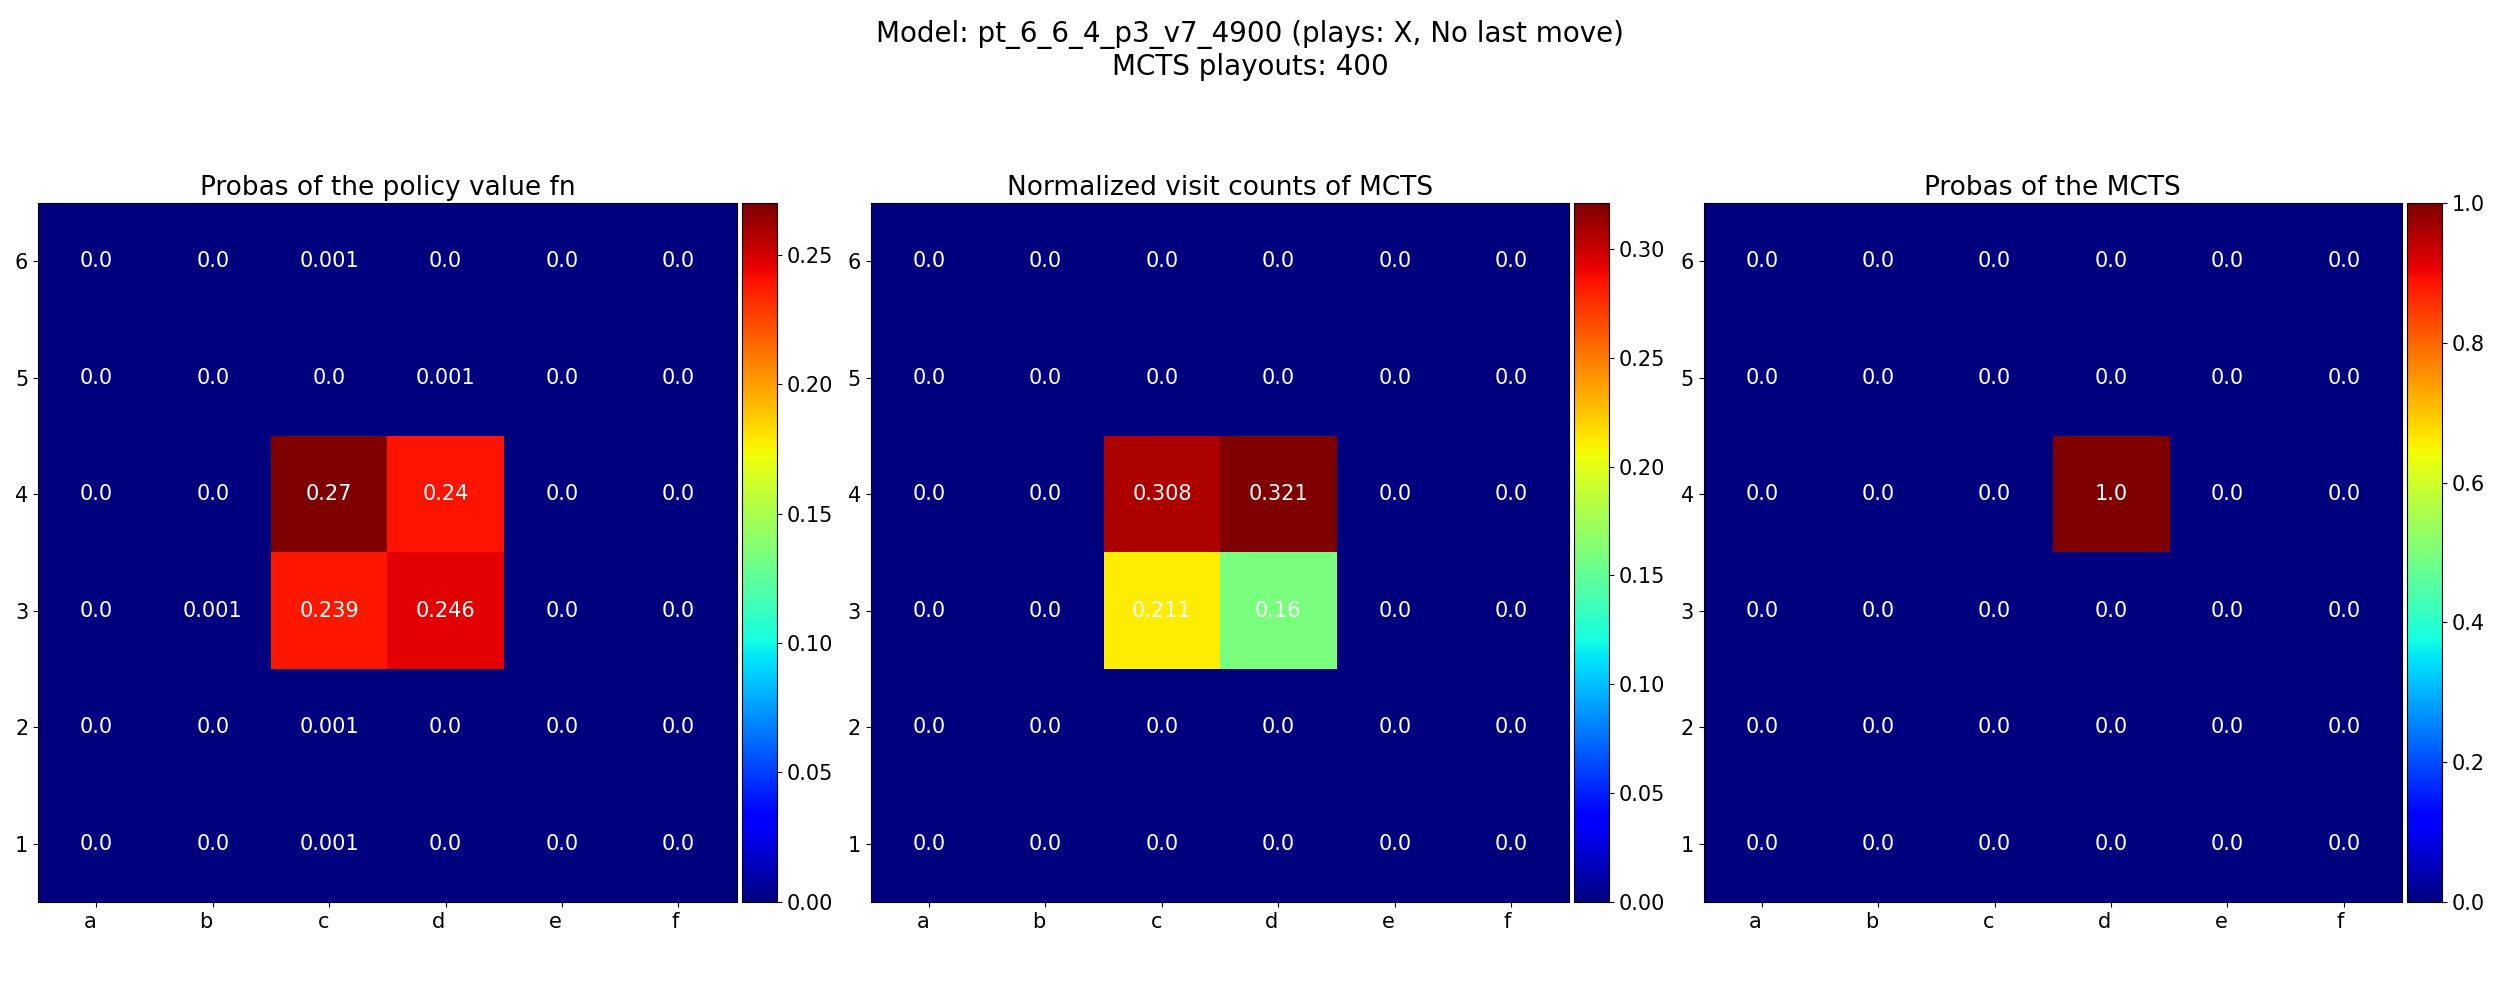 Model: pt_6_6_4_p3_v7_4900 (plays: X, No last move)
MCTS playouts: 400
Probas of the policy value fn
6 0.0 0.0 0.001 0.0 0.0 0.0
5 0.0 0.0 0.0 0.001 0.0 0.0
4 0.0 0.0 0.27 0.24 0.0 0.0
3 0.0 0.001 0.239 0.246 0.0 0.0
2 0.0 0.0 0.001 0.0 0.0 0.0
1 0.0 0.0 0.001 0.0 0.0 0.0
a b c d e f
0.25
0.20
0.15
0.10
0.05
0.00
Normalized visit counts of MCTS
6 0.0 0.0 0.0 0.0 0.0 0.0
5 0.0 0.0 0.0 0.0 0.0 0.0
4 0.0 0.0 0.308 0.321 0.0 0.0
3 0.0 0.0 0.211 0.16 0.0 0.0
2 0.0 0.0 0.0 0.0 0.0 0.0
1 0.0 0.0 0.0 0.0 0.0 0.0
a b c d e f
0.30
0.25
0.20
0.15
0.10
0.05
0.00
Probas of the MCTS
6 0.0 0.0 0.0 0.0 0.0 0.0
5 0.0 0.0 0.0 0.0 0.0 0.0
4 0.0 0.0 0.0 1.0 0.0 0.0
3 0.0 0.0 0.0 0.0 0.0 0.0
2 0.0 0.0 0.0 0.0 0.0 0.0
1 0.0 0.0 0.0 0.0 0.0 0.0
a b c d e f
1.0
0.8
0.6
0.4
0.2
0.0